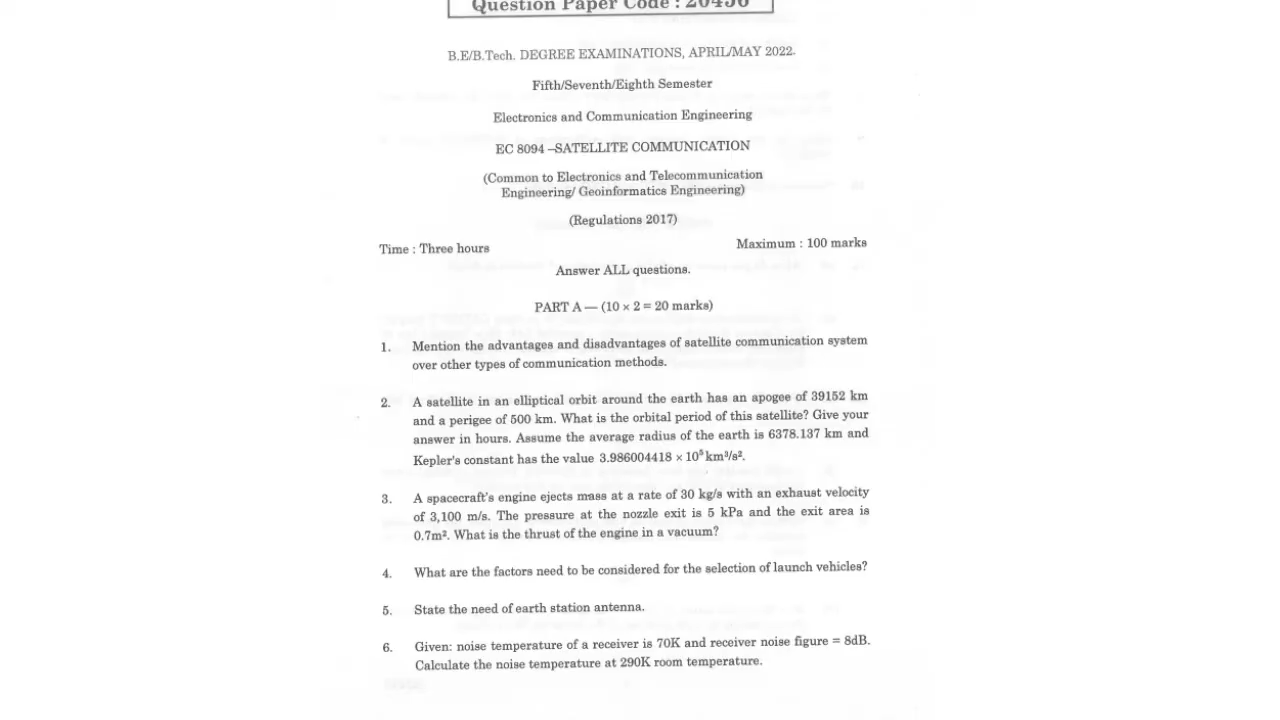 Question Paper Code : 20456
B.E/B.Tech. DEGREE EXAMINATIONS, APRIL/MAY 2022.
Fifth/Seventh/Eighth Semester
Electronics and Communication Engineering
EC 8094 –SATELLITE COMMUNICATION
(Common to Electronics and Telecommunication
Engineering/ Geoinformatics Engineering)
(Regulations 2017)
Time : Three hours
Maximum : 100 marks
Answer ALL questions.
PART A — (10 × 2 = 20 marks)
1. Mention the advantages and disadvantages of satellite communication system
over other types of communication methods.
2. A satellite in an elliptical orbit around the earth has an apogee of 39152 km
and a perigee of 500 km. What is the orbital period of this satellite? Give your
answer in hours. Assume the average radius of the earth is 6378.137 km and
Kepler's constant has the value 3.986004418 × 10⁵ km³/s².
3. A spacecraft's engine ejects mass at a rate of 30 kg/s with an exhaust velocity
of 3,100 m/s. The pressure at the nozzle exit is 5 kPa and the exit area is
0.7m². What is the thrust of the engine in a vacuum?
4. What are the factors need to be considered for the selection of launch vehicles?
5. State the need of earth station antenna.
6. Given: noise temperature of a receiver is 70K and receiver noise figure = 8dB.
Calculate the noise temperature at 290K room temperature.